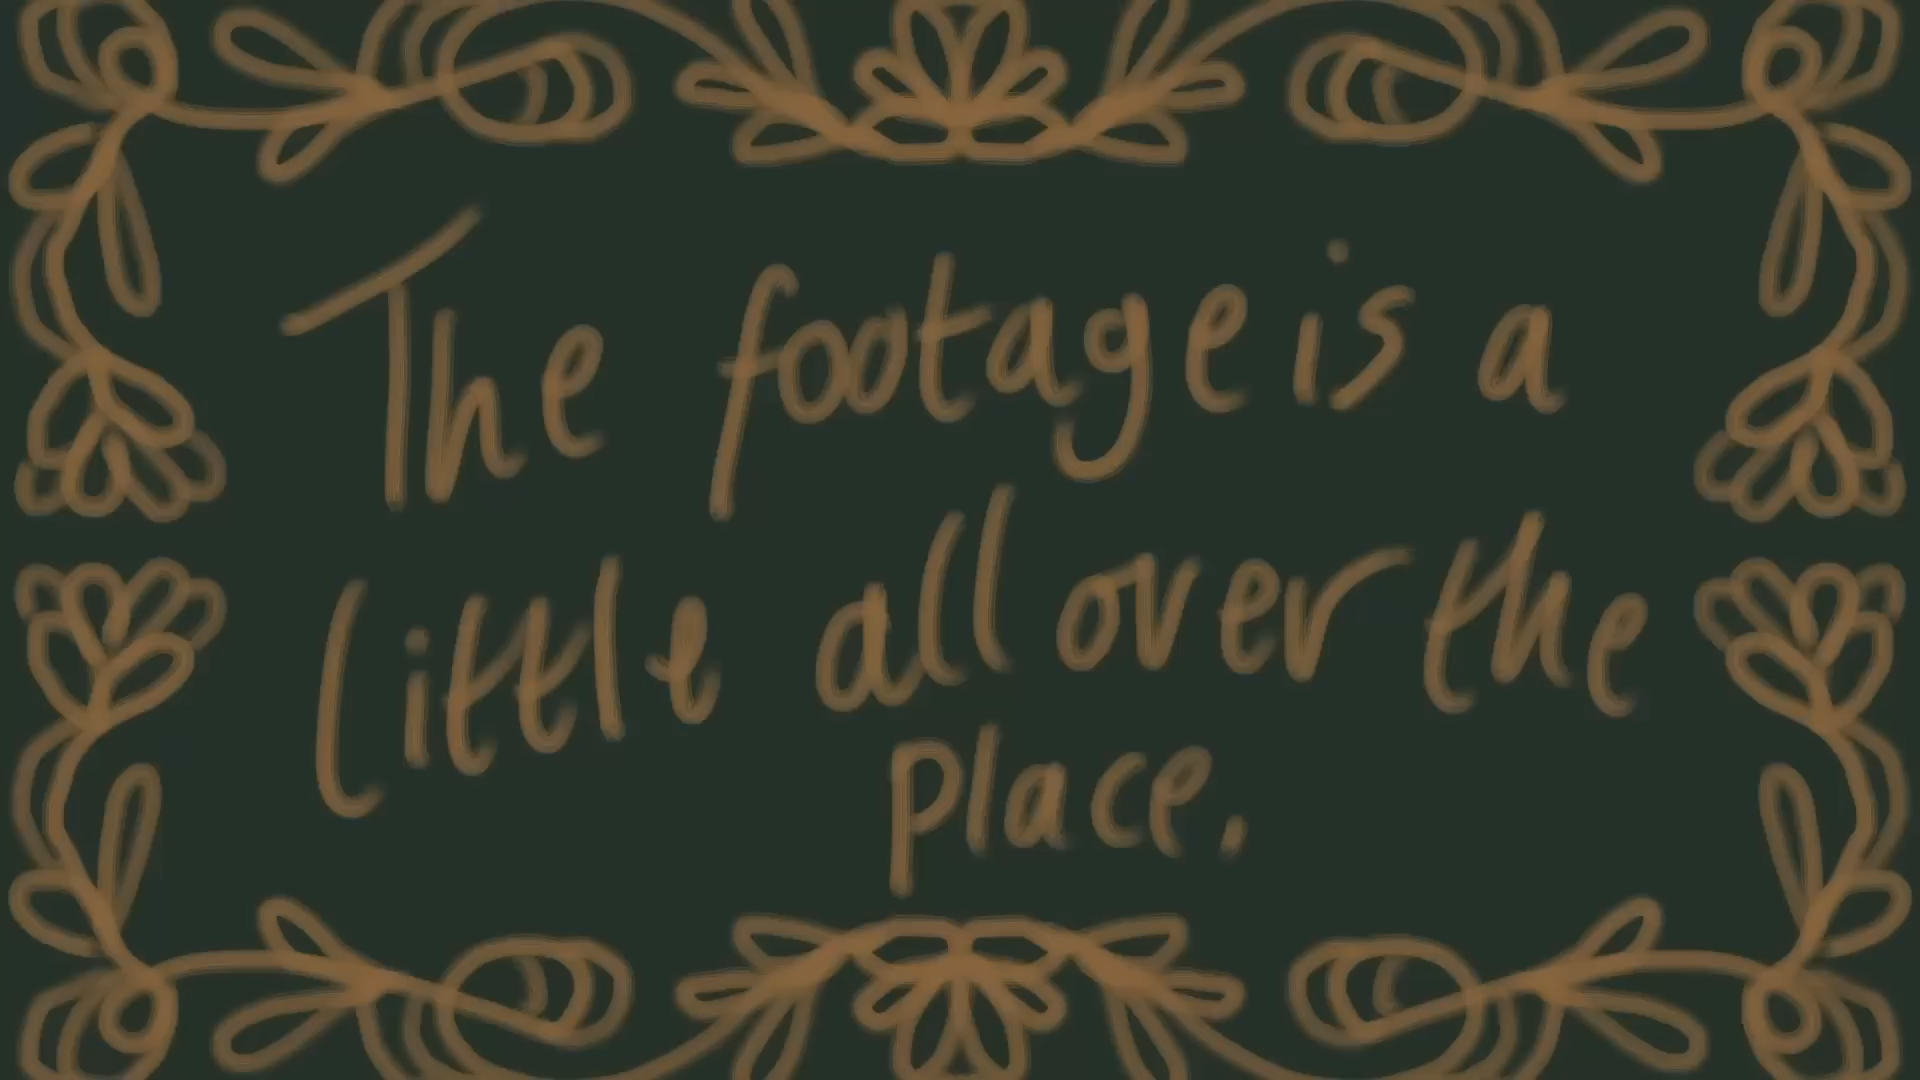 The footage is a
little all over the
place.